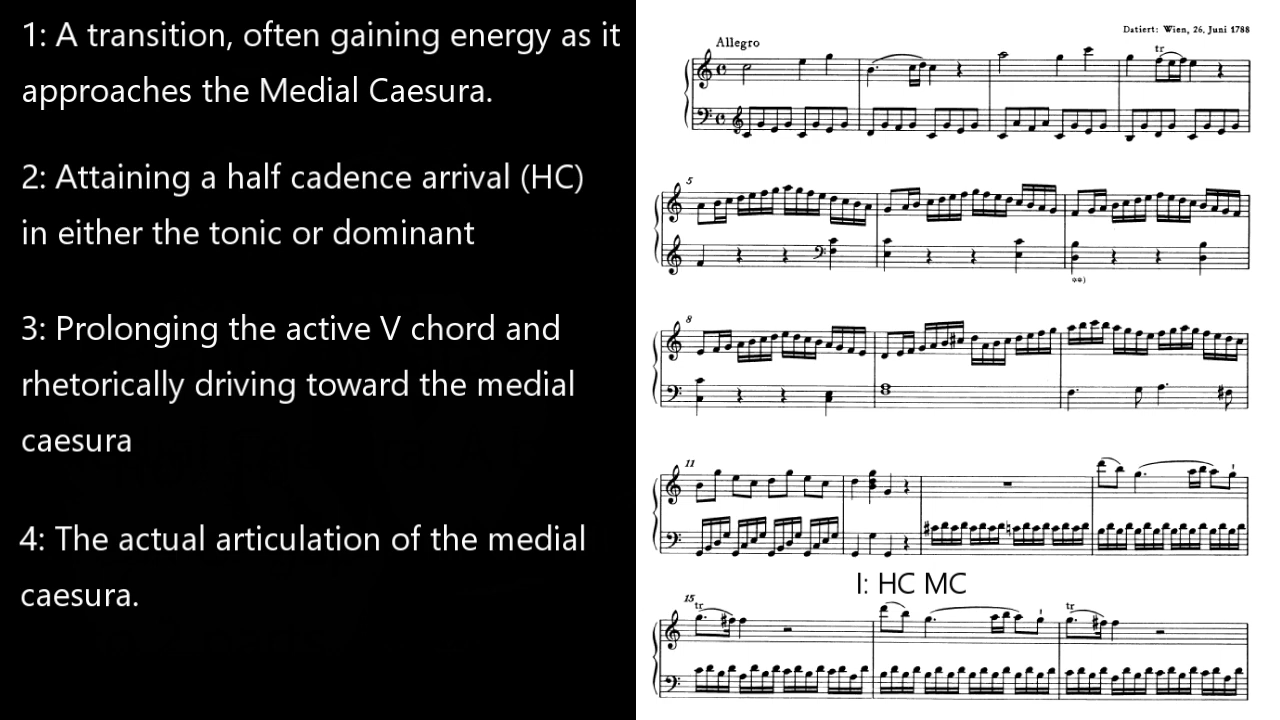 1: A transition, often gaining energy as it
approaches the Medial Caesura.
2: Attaining a half cadence arrival (HC)
in either the tonic or dominant
3: Prolonging the active V chord and
rhetorically driving toward the medial
caesura
4: The actual articulation of the medial
caesura.
Datiert: Wien, 26. Juni 1788
Allegro
tr
5
**)
8
11
I: HC MC
15
tr
tr